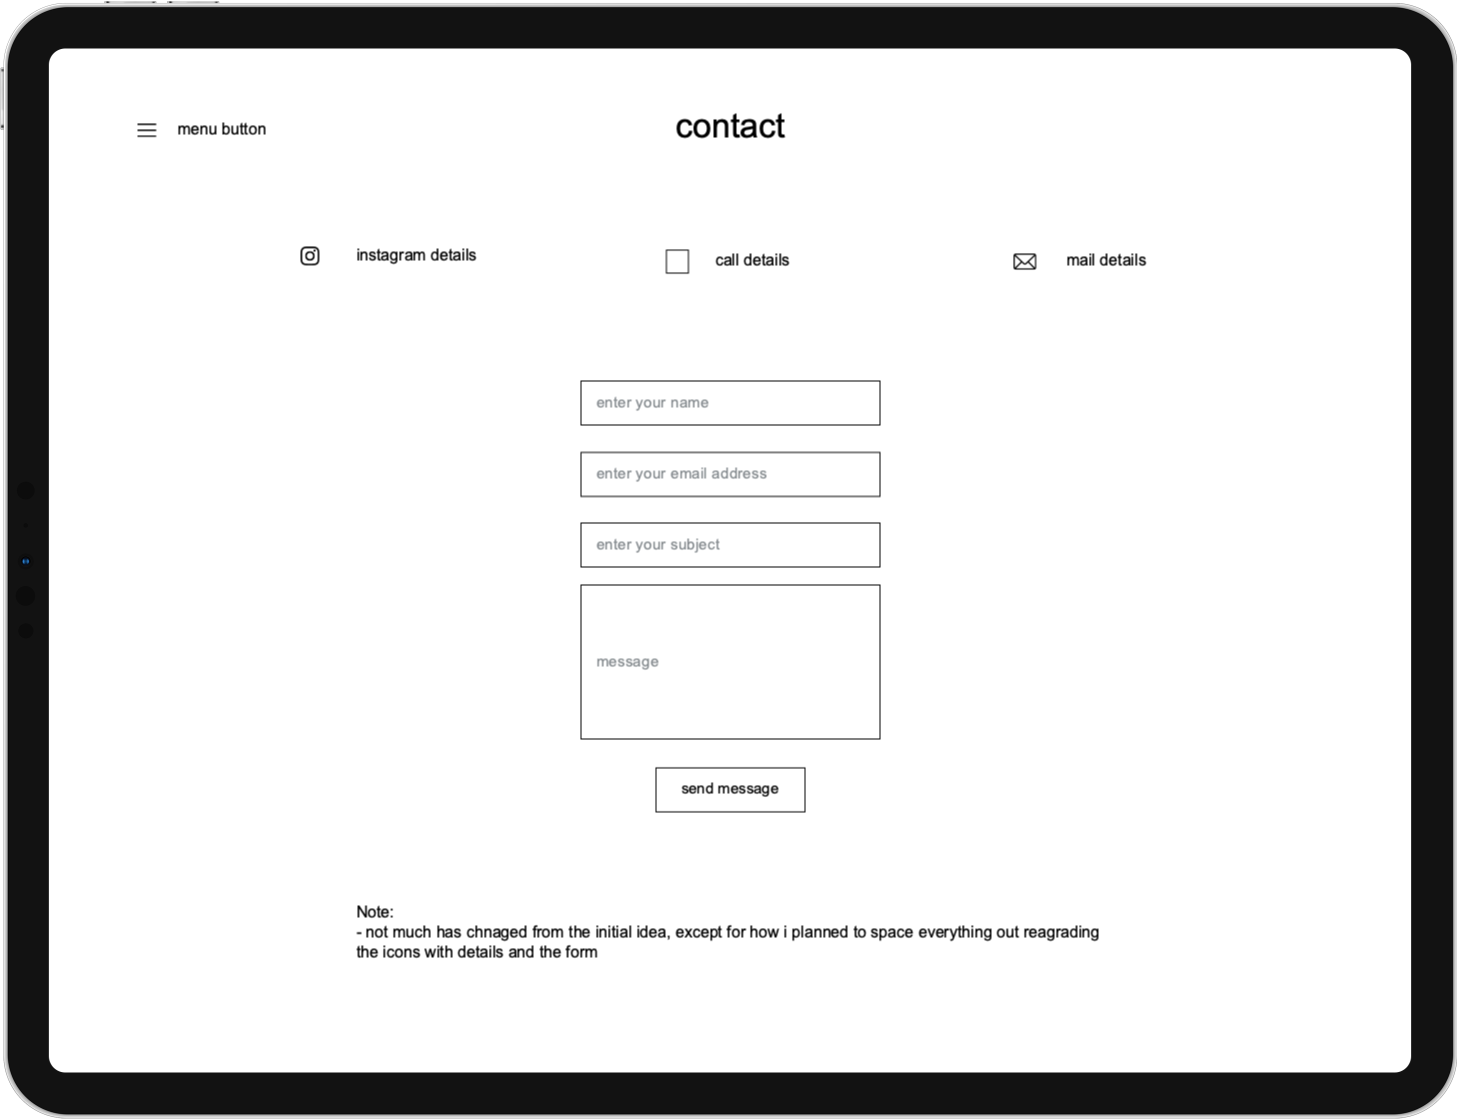 menu button
contact
instagram details
call details
mail details
enter your name
enter your email address
enter your subject
message
send message
Note:
- not much has chnaged from the initial idea, except for how i planned to space everything out reagrading
the icons with details and the form